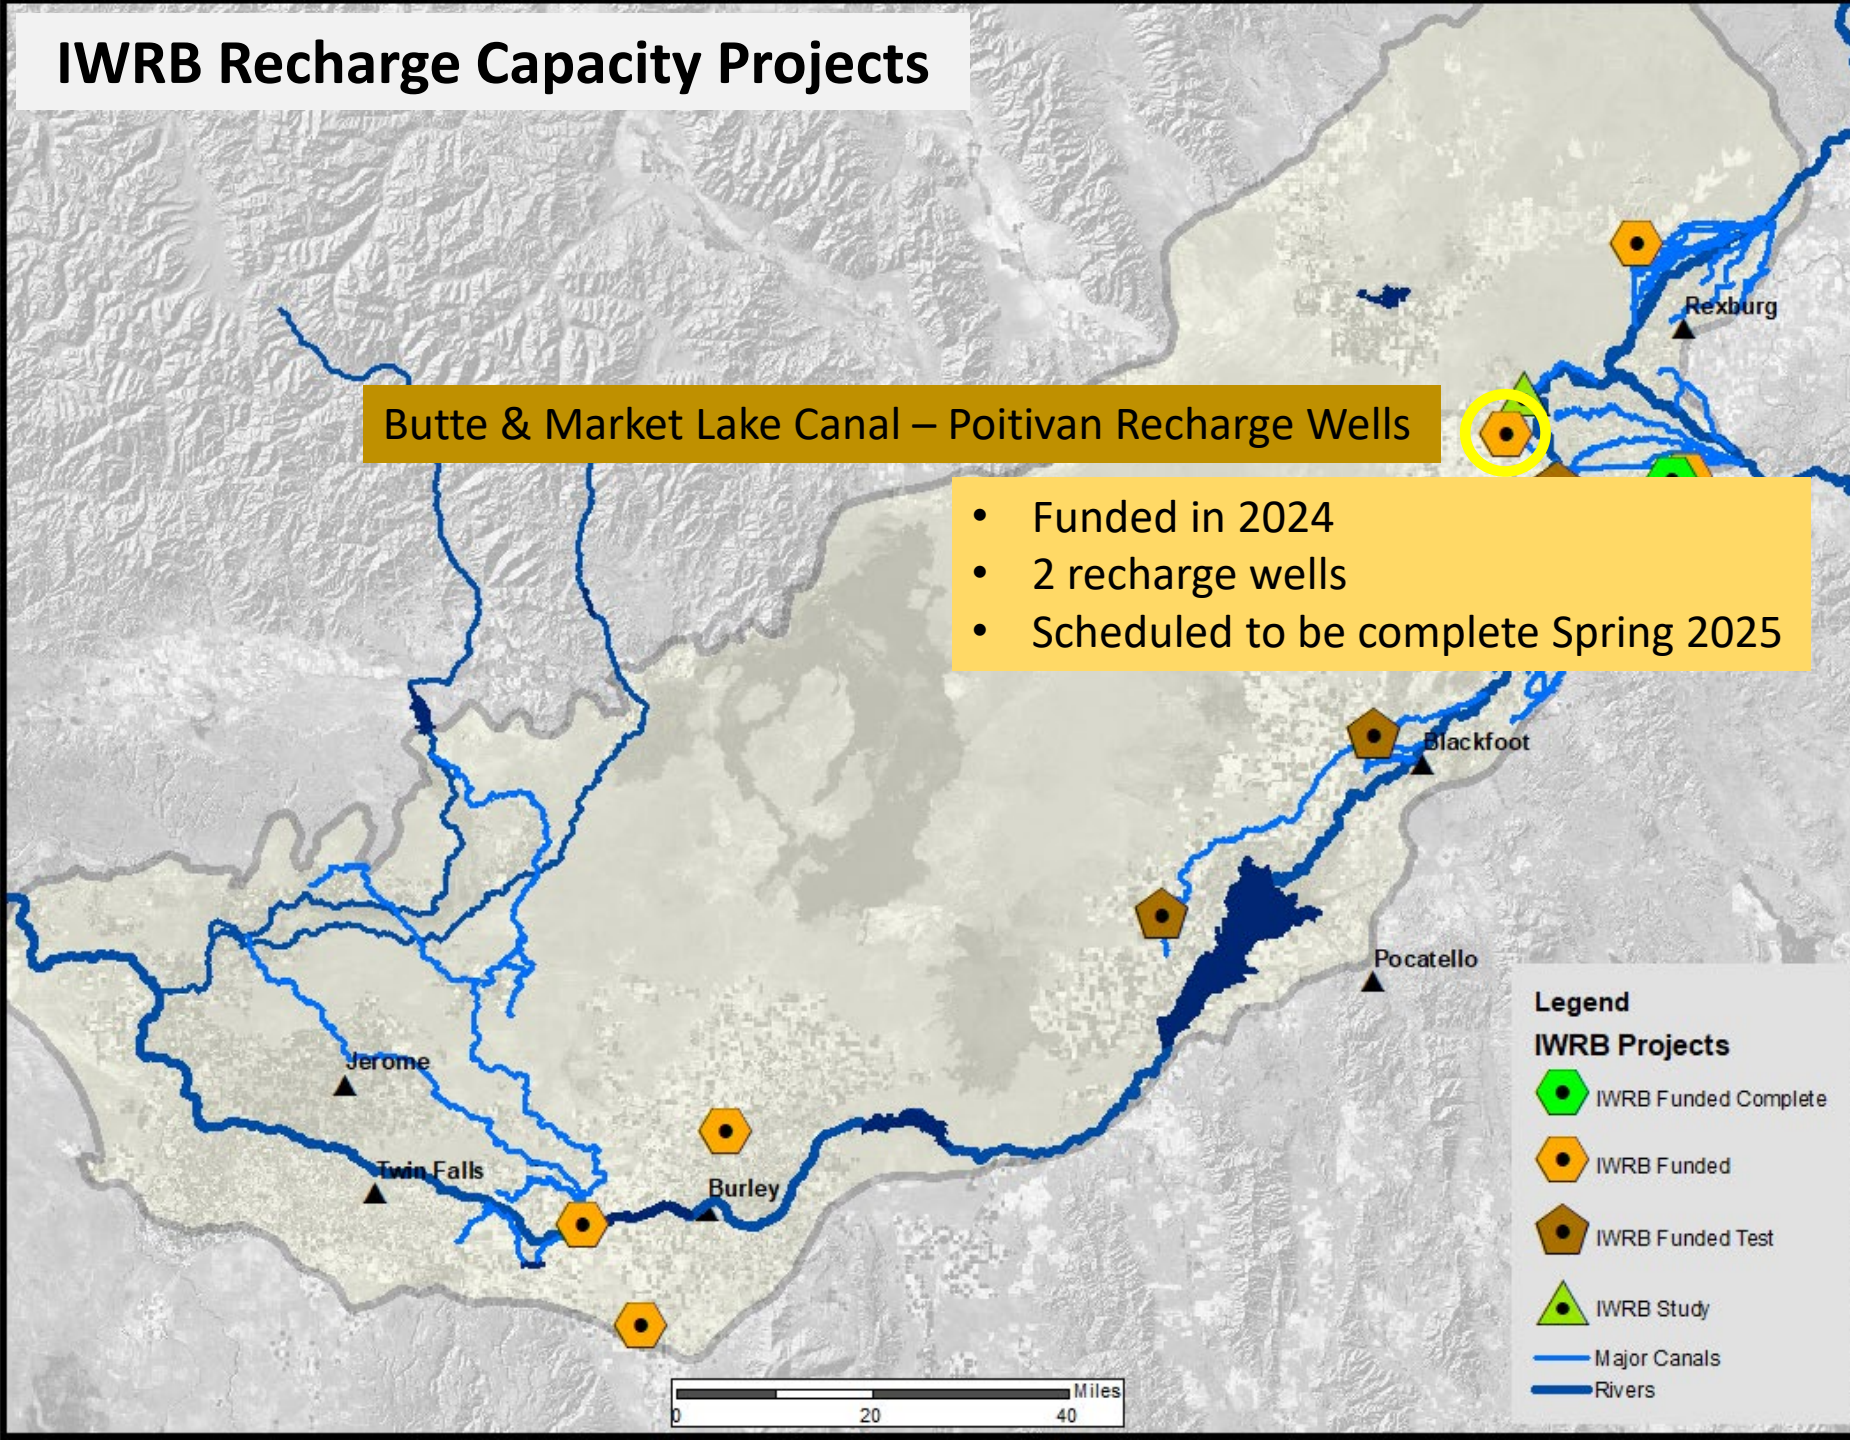 IWRB Recharge Capacity Projects
Rexburg
Butte & Market Lake Canal – Poitivan Recharge Wells
• Funded in 2024
• 2 recharge wells
• Scheduled to be complete Spring 2025
Blackfoot
Pocatello
Jerome
Twin Falls
Burley
Legend
IWRB Projects
IWRB Funded Complete
IWRB Funded
IWRB Funded Test
IWRB Study
Major Canals
Rivers
Miles
0 20 40